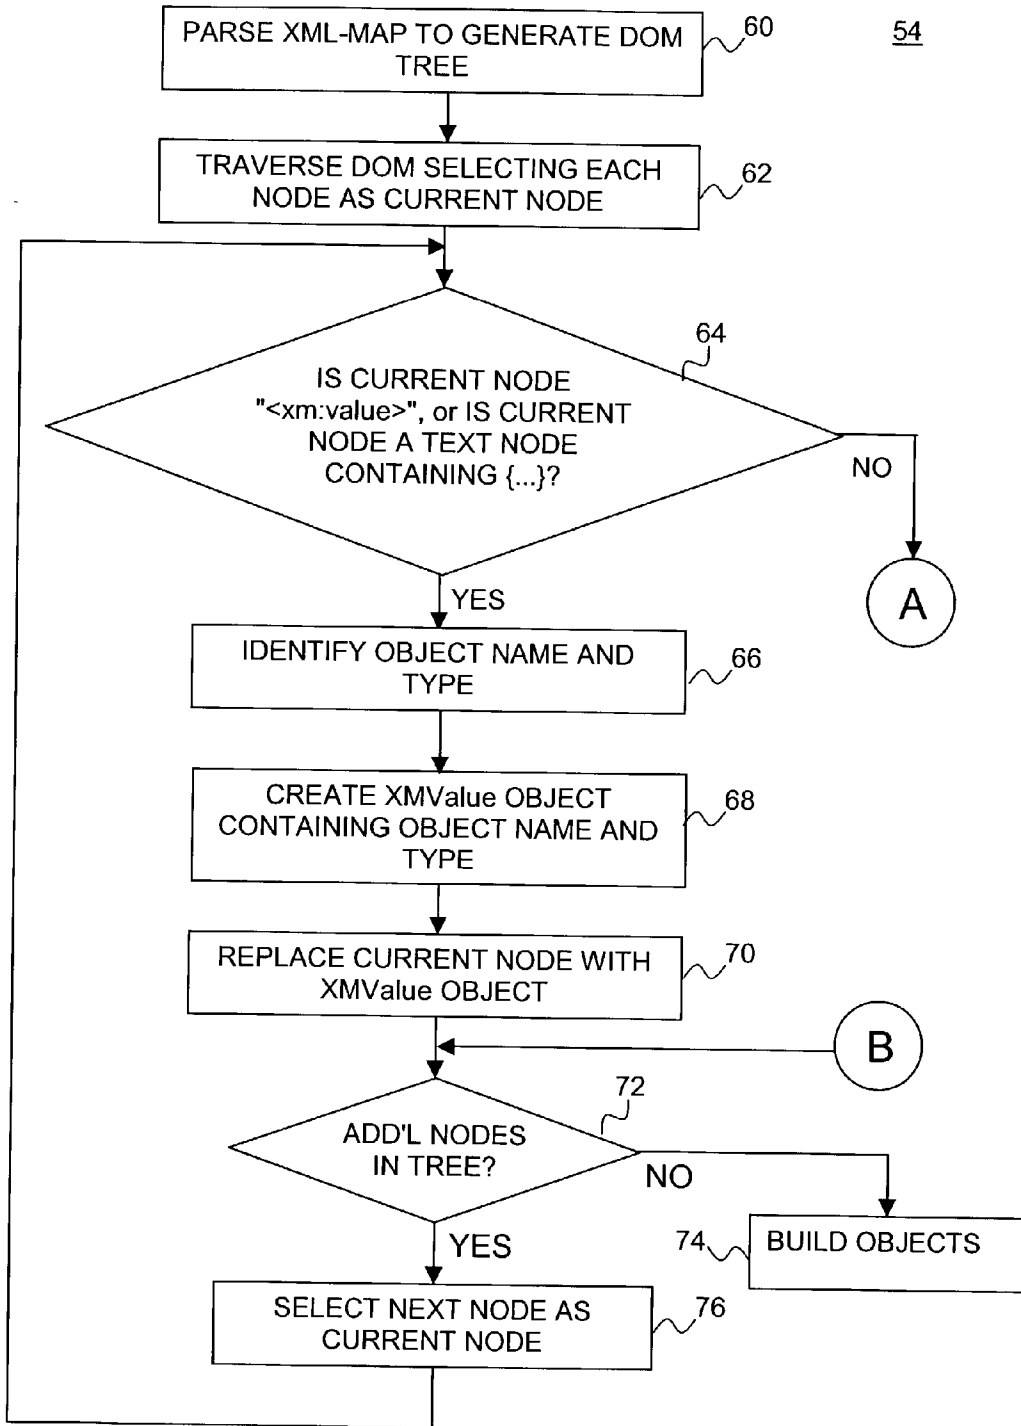 PARSE XML-MAP TO GENERATE DOM
TREE
60
54
TRAVERSE DOM SELECTING EACH
NODE AS CURRENT NODE
62
64
IS CURRENT NODE
"<xm:value>", or IS CURRENT
NODE A TEXT NODE
CONTAINING {...}?
NO
A
YES
IDENTIFY OBJECT NAME AND
TYPE
66
CREATE XMValue OBJECT
CONTAINING OBJECT NAME AND
TYPE
68
REPLACE CURRENT NODE WITH
XMValue OBJECT
70
B
72
ADD'L NODES
IN TREE?
NO
YES
74
BUILD OBJECTS
SELECT NEXT NODE AS
CURRENT NODE
76